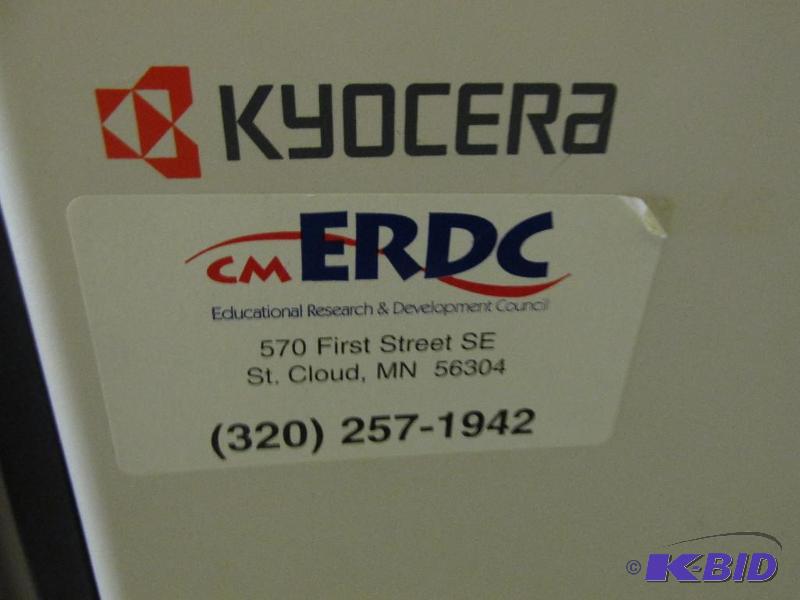 KYOCERa
CM ERDC
Educational Research & Development Council
570 First Street SE
St. Cloud, MN 56304
(320) 257-1942
© K-BID